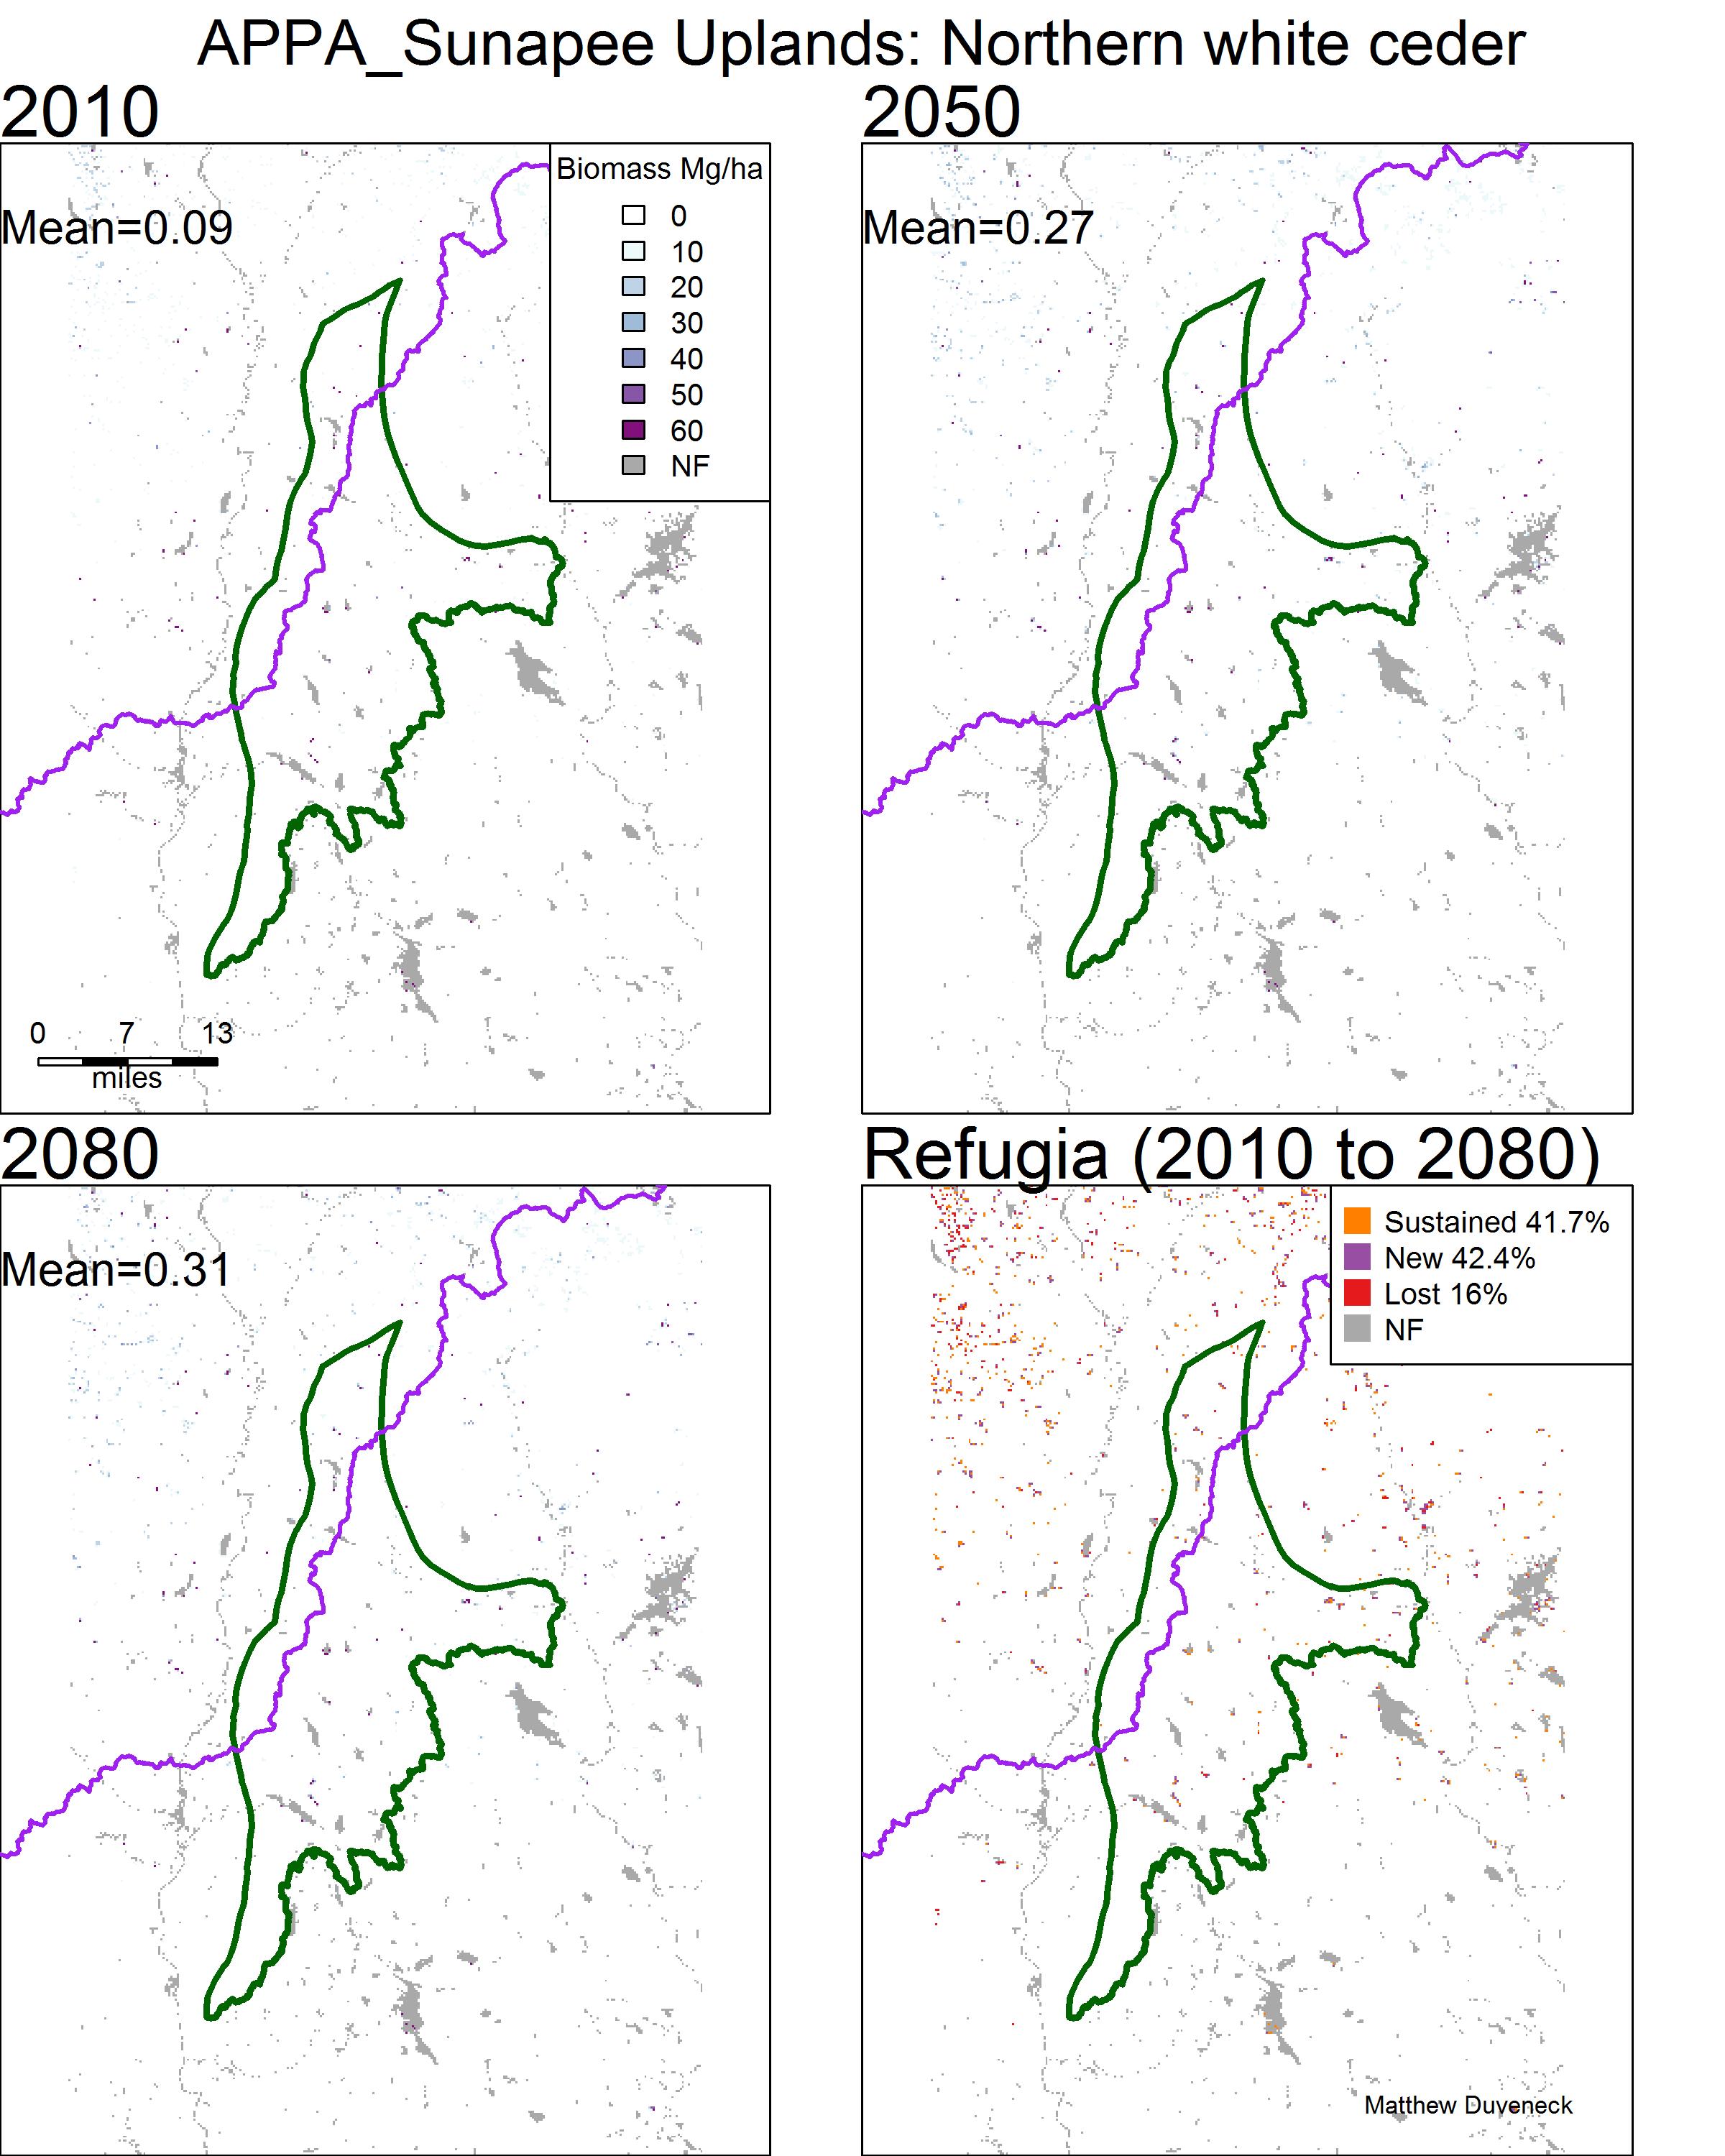 APPA_Sunapee Uplands: Northern white ceder
2010
2050
Biomass Mg/ha
0
10
20
30
40
50
60
NF
Mean=0.09
Mean=0.27
0 7 13
miles
2080
Refugia (2010 to 2080)
Mean=0.31
Sustained 41.7%
New 42.4%
Lost 16%
NF
Matthew Duveneck